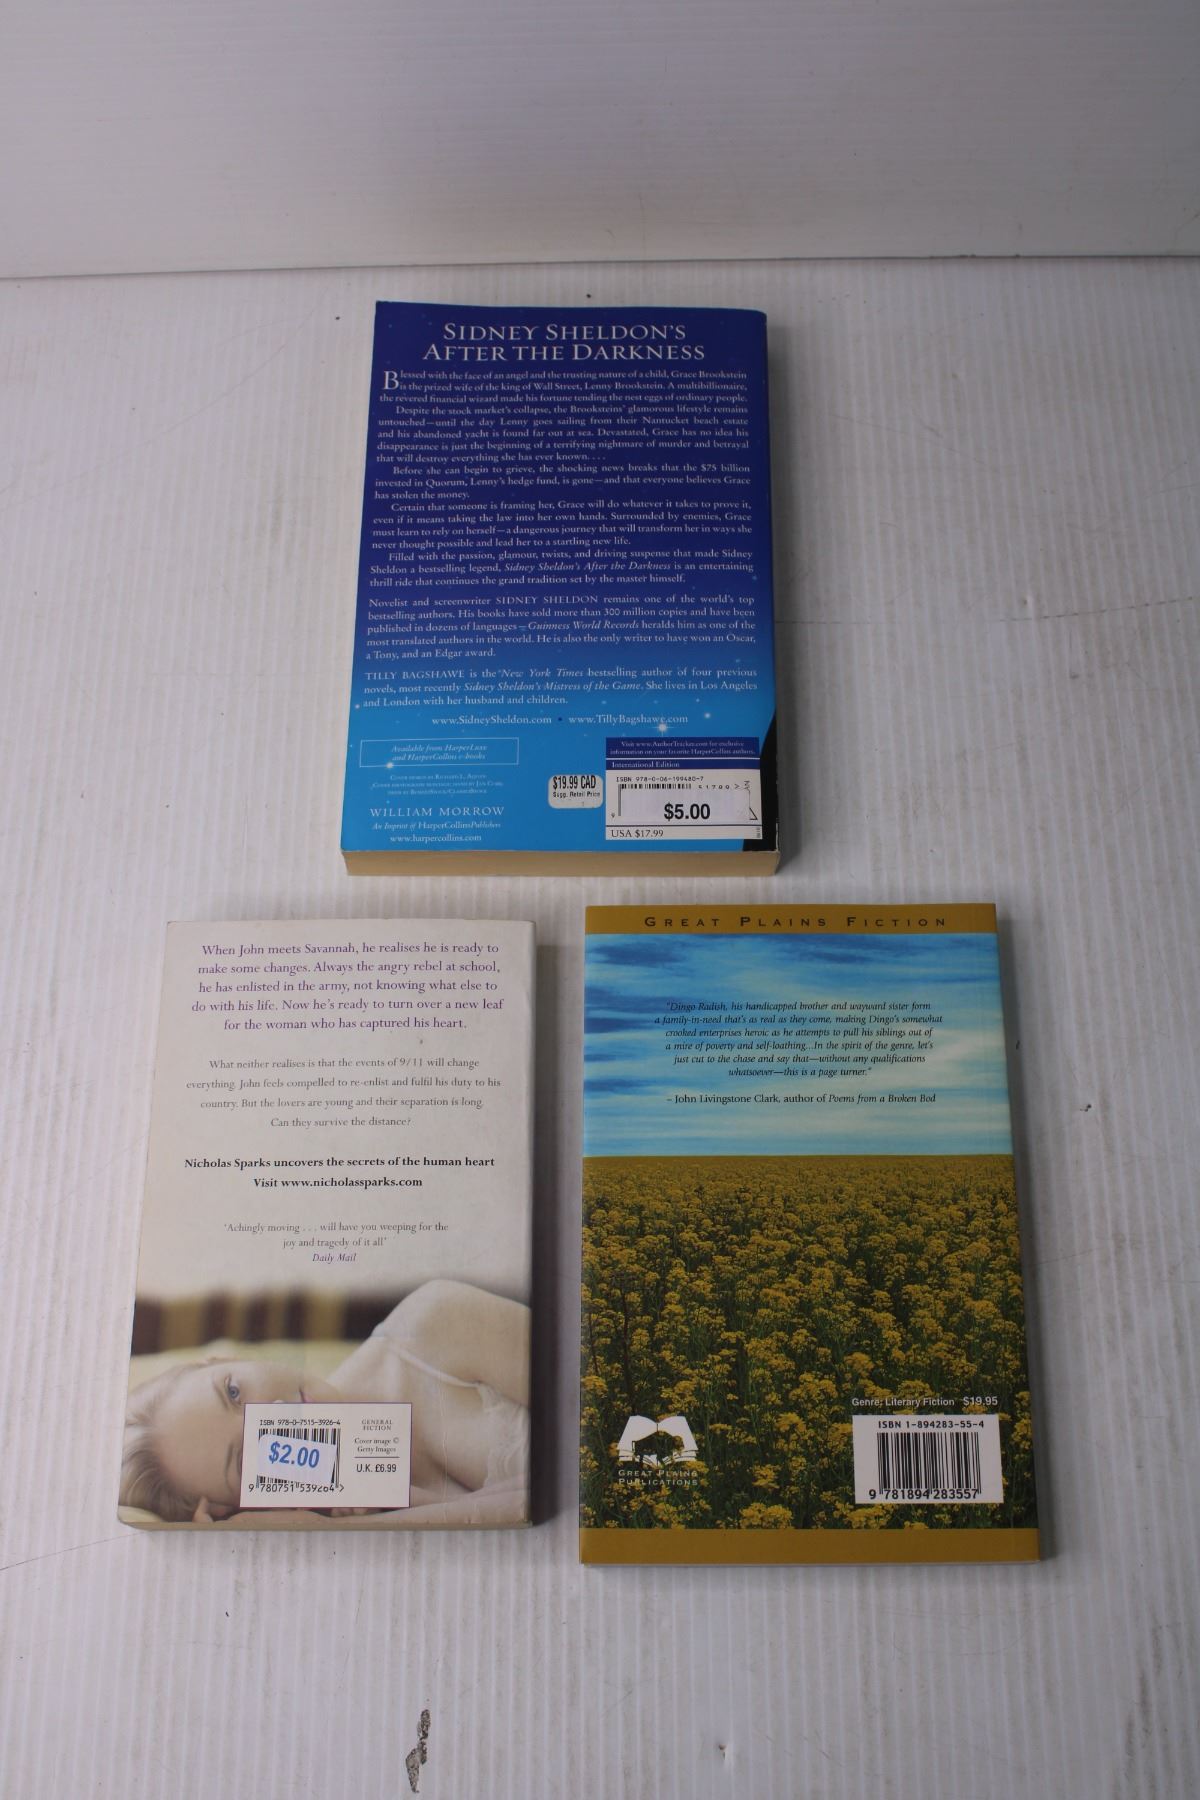 SIDNEY SHELDON'S
AFTER THE DARKNESS
Blessed with the face of an angel and the trusting nature of a child, Grace Brookstein
is the prized wife of the king of Wall Street, Lenny Brookstein. A multibillionaire,
the revered financial wizard made his fortune tending the nest eggs of ordinary people.
Despite the stock market's collapse, the Brooksteins' glamorous lifestyle remains
untouched—until the day Lenny goes sailing from their Nantucket beach estate
and his abandoned yacht is found far out at sea. Devastated, Grace has no idea his
disappearance is just the beginning of a terrifying nightmare of murder and betrayal
that will destroy everything she has ever known. . . .
Before she can begin to grieve, the shocking news breaks that the $75 billion
invested in Quorum, Lenny's hedge fund, is gone—and that everyone believes Grace
has stolen the money.
Certain that someone is framing her, Grace will do whatever it takes to prove it,
even if it means taking the law into her own hands. Surrounded by enemies, Grace
must learn to rely on herself—a dangerous journey that will transform her in ways she
never thought possible and lead her to a startling new life.
Filled with the passion, glamour, twists, and driving suspense that made Sidney
Sheldon a bestselling legend, Sidney Sheldon's After the Darkness is an entertaining
thrill ride that continues the grand tradition set by the master himself.
Novelist and screenwriter SIDNEY SHELDON remains one of the world's top
bestselling authors. His books have sold more than 300 million copies and have been
published in dozens of languages—Guinness World Records heralds him as one of the
most translated authors in the world. He is also the only writer to have won an Oscar,
a Tony, and an Edgar award.
TILLY BAGSHAWE is the New York Times bestselling author of four previous
novels, most recently Sidney Sheldon's Mistress of the Game. She lives in Los Angeles
and London with her husband and children.
www.SidneySheldon.com • www.TillyBagshawe.com
Available from HarperLuxe
and HarperCollins e-books
WILLIAM MORROW
An Imprint of HarperCollinsPublishers
www.harpercollins.com
$19.99 CAD
Sugg. Retail Price
Visit www.AuthorTracker.com for exclusive
information on your favorite HarperCollins authors.
International Edition
ISBN 978-0-06-199480-7
51799 >
9
$5.00
USA $17.99
When John meets Savannah, he realises he is ready to
make some changes. Always the angry rebel at school,
he has enlisted in the army, not knowing what else to
do with his life. Now he's ready to turn over a new leaf
for the woman who has captured his heart.
What neither realises is that the events of 9/11 will change
everything. John feels compelled to re-enlist and fulfil his duty to his
country. But the lovers are young and their separation is long.
Can they survive the distance?
Nicholas Sparks uncovers the secrets of the human heart
Visit www.nicholassparks.com
'Achingly moving . . . will have you weeping for the
joy and tragedy of it all'
Daily Mail
ISBN 978-0-7515-3926-4
$2.00
9 780751 539264 >
GENERAL
FICTION
Cover image ©
Getty Images
U.K. £6.99
GREAT PLAINS FICTION
"Dingo Radish, his handicapped brother and wayward sister form
a family-in-need that's as real as they come, making Dingo's somewhat
crooked enterprises heroic as he attempts to pull his siblings out of
a mire of poverty and self-loathing...In the spirit of the genre, let's
just cut to the chase and say that—without any qualifications
whatsoever—this is a page turner."
– John Livingstone Clark, author of Poems from a Broken Bod
Genre: Literary Fiction $19.95
ISBN 1-894283-55-4
9 781894 283557
GREAT PLAINS
PUBLICATIONS